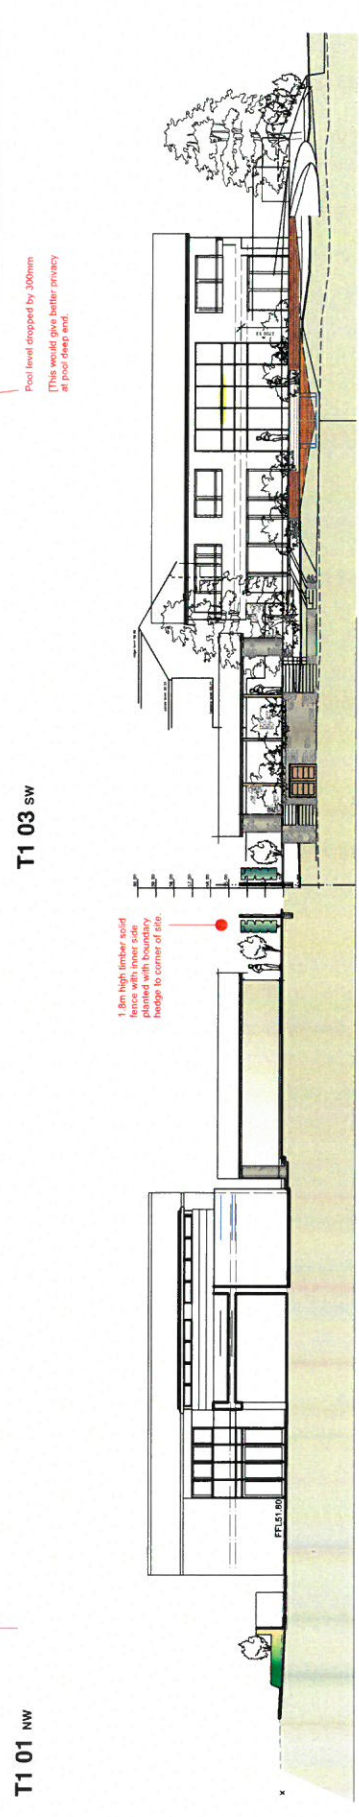 Pool level dropped by 300mm
[This would give better privacy
at pool deep end.
T1 03 SW
1.8m high timber solid
fence with inner side
planted with boundary
hedge to corner of site.
FFL51.80
T1 01 NW
x